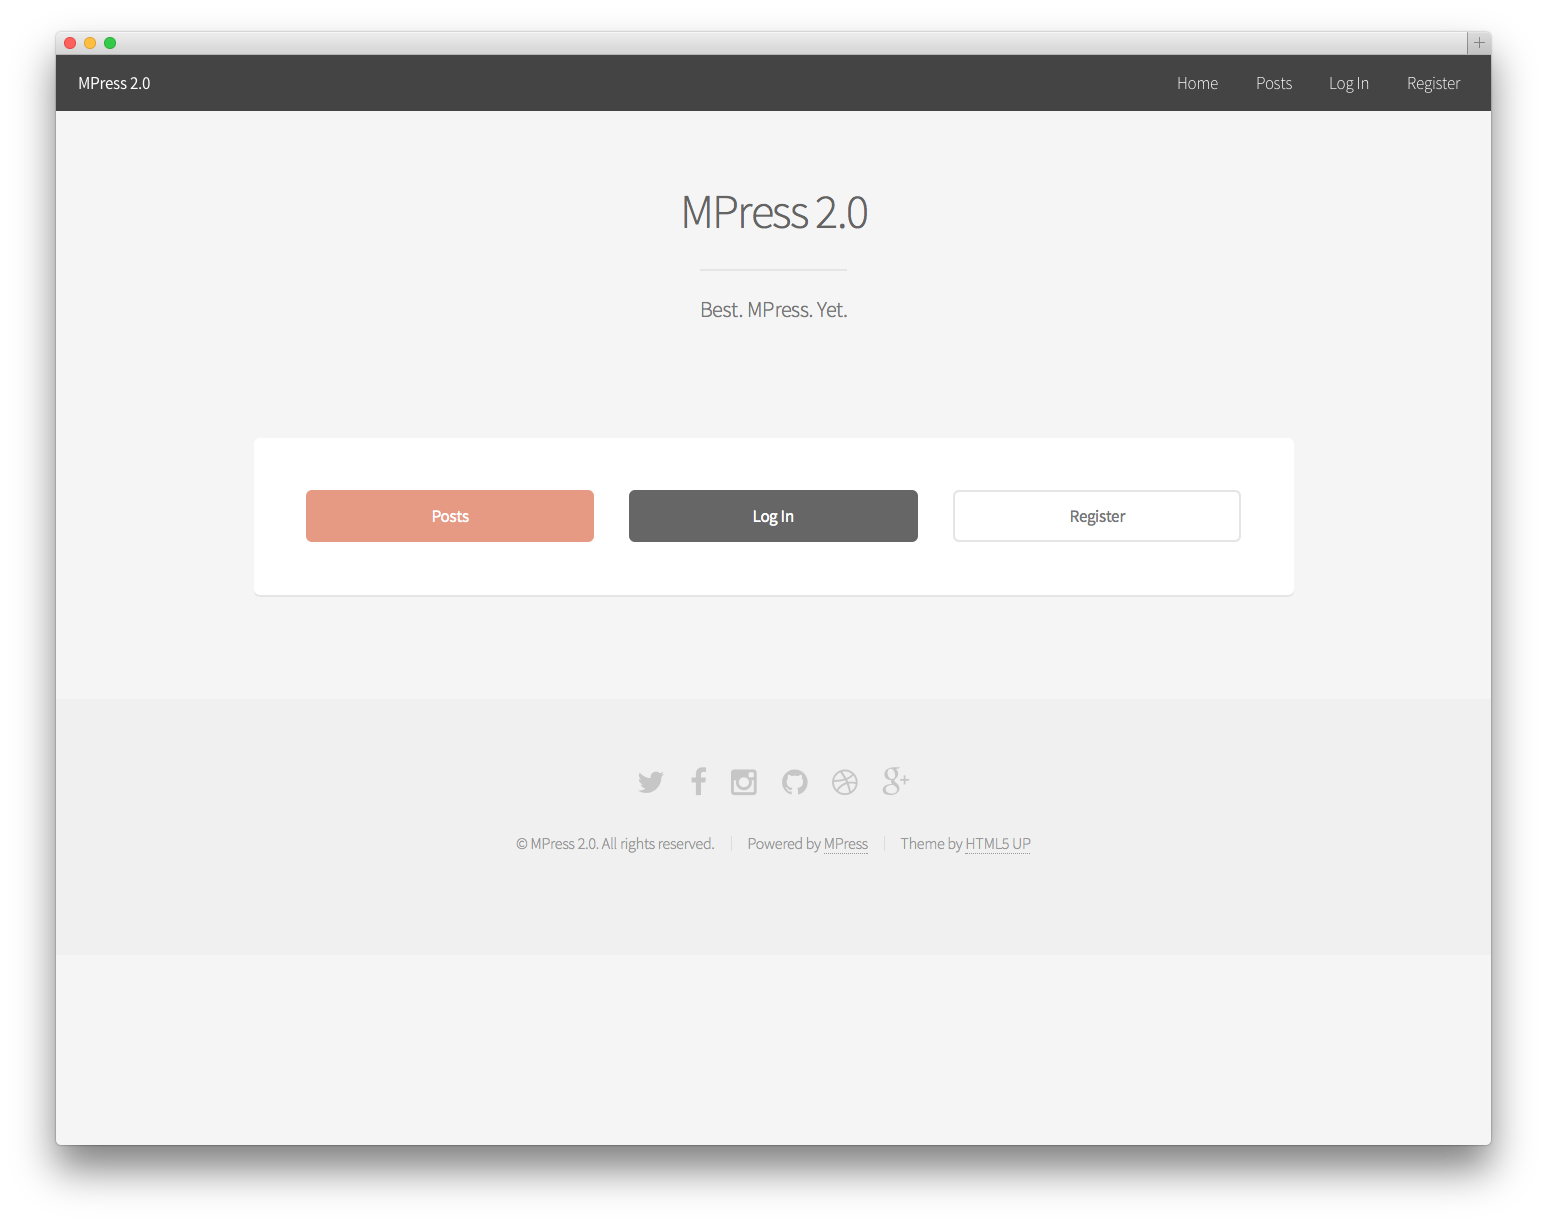 MPress 2.0 Home Posts Log In Register
MPress 2.0
Best. MPress. Yet.
Posts Log In Register
© MPress 2.0. All rights reserved. Powered by MPress Theme by HTML5 UP